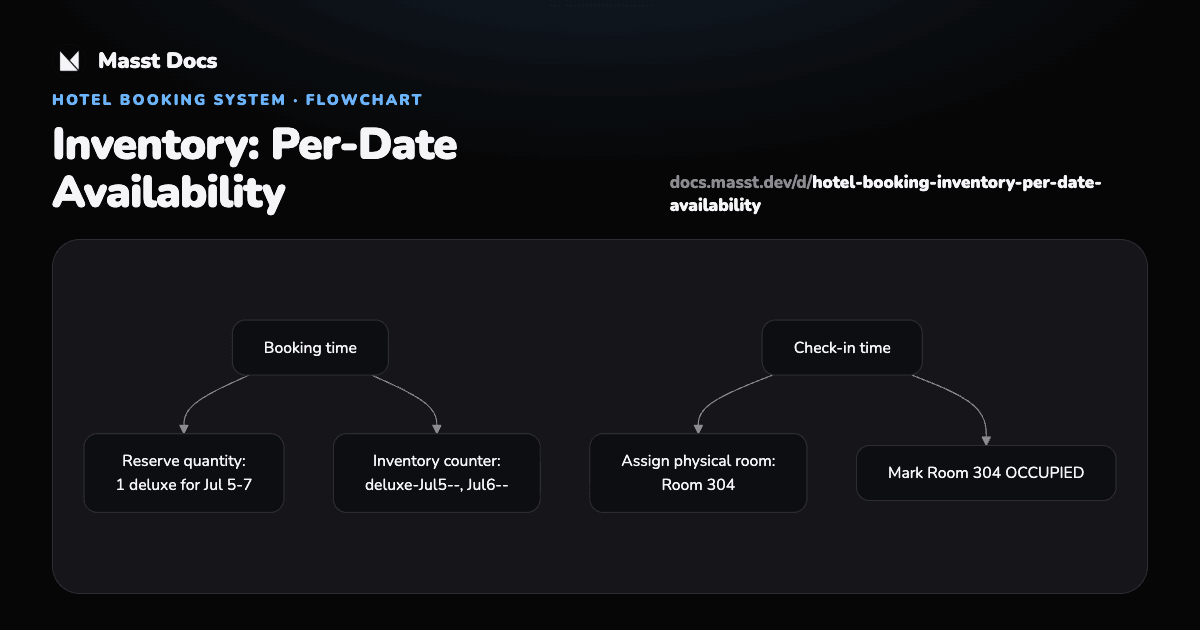 Masst Docs
HOTEL BOOKING SYSTEM · FLOWCHART
Inventory: Per-Date
Availability
docs.masst.dev/d/hotel-booking-inventory-per-date-
availability
Booking time
Check-in time
Reserve quantity:
1 deluxe for Jul 5-7
Inventory counter:
deluxe-Jul5--, Jul6--
Assign physical room:
Room 304
Mark Room 304 OCCUPIED